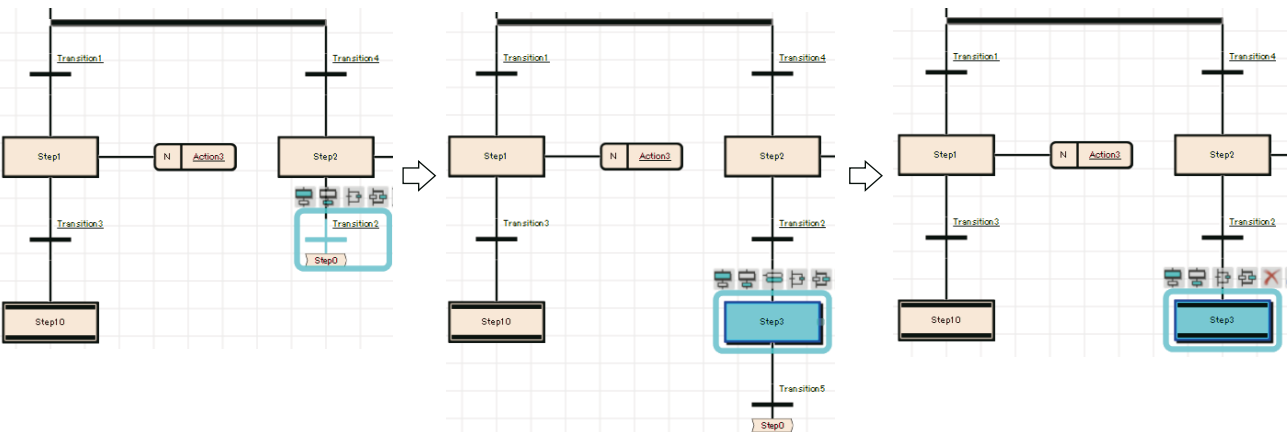 Transition1
Transition4
Step1
N
Action3
Step2
Transition3
Transition2
Step0
Step10
Transition1
Transition4
Step1
N
Action3
Step2
Transition3
Transition2
Step10
Step3
Transition5
Step0
Transition1
Transition4
Step1
N
Action3
Step2
Transition3
Transition2
Step10
Step3